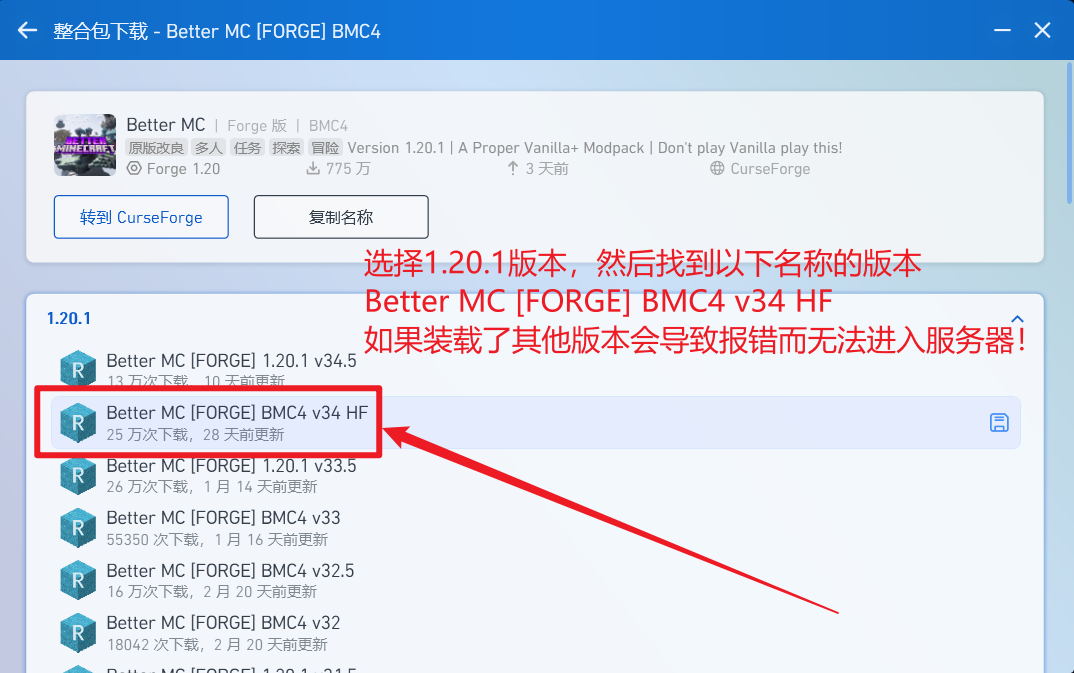 整合包下载 - Better MC [FORGE] BMC4
BETTER
MINECRAFT
Better MC | Forge 版 | BMC4
原版改良 多人 任务 探索 冒险 Version 1.20.1 | A Proper Vanilla+ Modpack | Don't play Vanilla play this!
Forge 1.20 775 万 3 天前 CurseForge
转到 CurseForge 复制名称
选择1.20.1版本，然后找到以下名称的版本
Better MC [FORGE] BMC4 v34 HF
如果装载了其他版本会导致报错而无法进入服务器！
1.20.1
R
Better MC [FORGE] 1.20.1 v34.5
13 万次下载，10 天前更新
R
Better MC [FORGE] BMC4 v34 HF
25 万次下载，28 天前更新
R
Better MC [FORGE] 1.20.1 v33.5
26 万次下载，1 月 14 天前更新
R
Better MC [FORGE] BMC4 v33
55350 次下载，1 月 16 天前更新
R
Better MC [FORGE] BMC4 v32.5
16 万次下载，2 月 20 天前更新
R
Better MC [FORGE] BMC4 v32
18042 次下载，2 月 20 天前更新
Better MC [FORGE] 1.20.1 v31.5